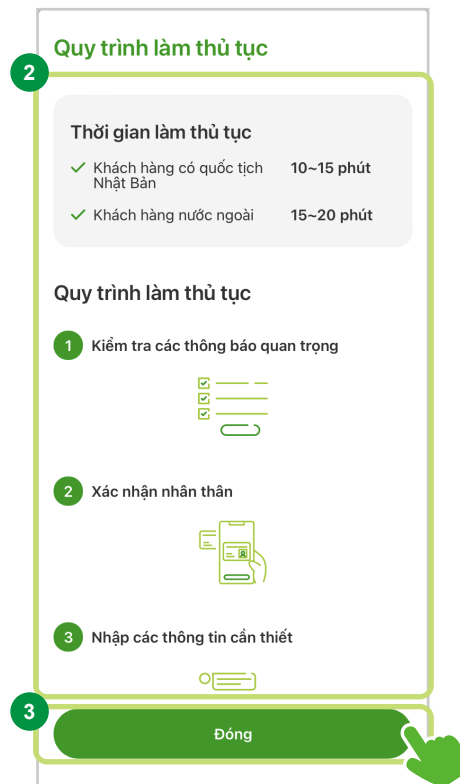 Quy trình làm thủ tục
2
Thời gian làm thủ tục
Khách hàng có quốc tịch 10~15 phút
Nhật Bản
Khách hàng nước ngoài 15~20 phút
Quy trình làm thủ tục
1 Kiểm tra các thông báo quan trọng
2 Xác nhận nhân thân
3 Nhập các thông tin cần thiết
3
Đóng